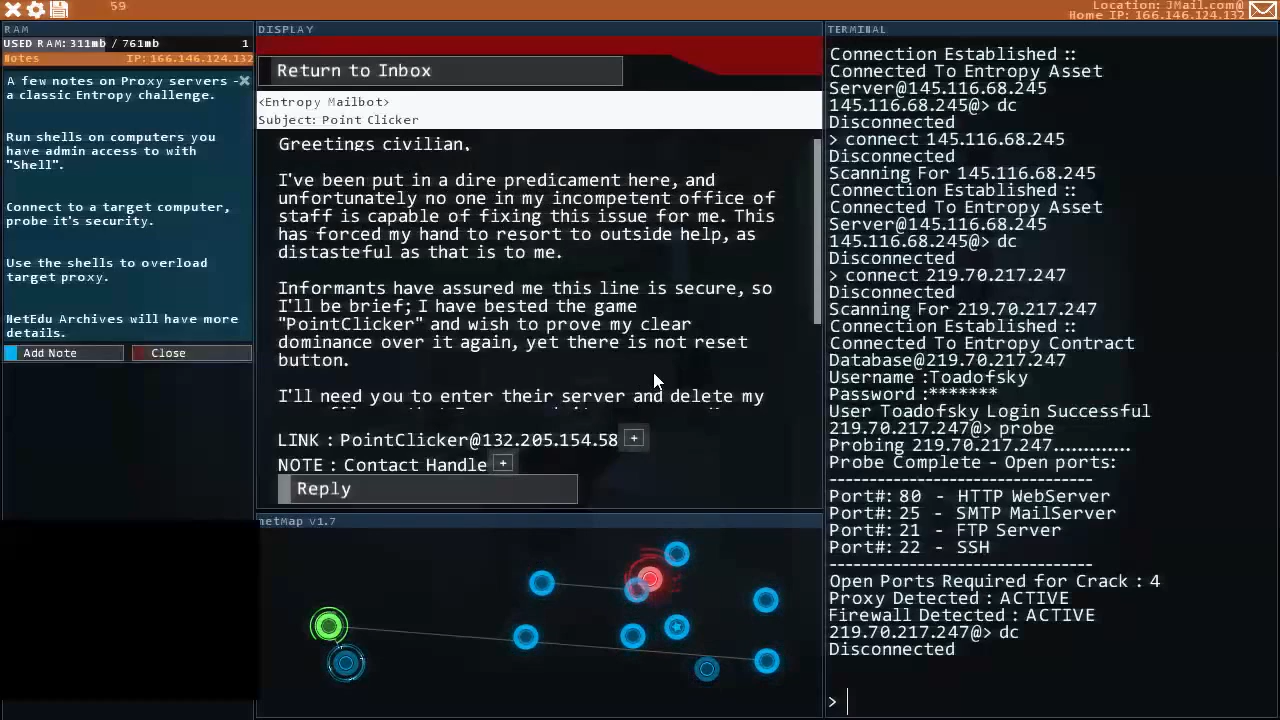 59
Location: JMail.com@
Home IP: 166.146.124.132
RAM
USED RAM: 311mb / 761mb
1
Notes
IP: 166.146.124.132
A few notes on Proxy servers -
a classic Entropy challenge.
Run shells on computers you
have admin access to with
"Shell".
Connect to a target computer,
probe it's security.
Use the shells to overload
target proxy.
NetEdu Archives will have more
details.
Add Note
Close
DISPLAY
Return to Inbox
<Entropy Mailbot>
Subject: Point Clicker
Greetings civilian,
I've been put in a dire predicament here, and
unfortunately no one in my incompetent office of
staff is capable of fixing this issue for me. This
has forced my hand to resort to outside help, as
distasteful as that is to me.
Informants have assured me this line is secure, so
I'll be brief; I have bested the game
"PointClicker" and wish to prove my clear
dominance over it again, yet there is not reset
button.
I'll need you to enter their server and delete my
LINK : PointClicker@132.205.154.58 +
NOTE : Contact Handle +
Reply
netMap v1.7
TERMINAL
Connection Established ::
Connected To Entropy Asset
Server@145.116.68.245
145.116.68.245@> dc
Disconnected
> connect 145.116.68.245
Disconnected
Scanning For 145.116.68.245
Connection Established ::
Connected To Entropy Asset
Server@145.116.68.245
145.116.68.245@> dc
Disconnected
> connect 219.70.217.247
Disconnected
Scanning For 219.70.217.247
Connection Established ::
Connected To Entropy Contract
Database@219.70.217.247
Username :Toadofsky
Password :*******
User Toadofsky Login Successful
219.70.217.247@> probe
Probing 219.70.217.247.............
Probe Complete - Open ports:
---------------------------------
Port#: 80 - HTTP WebServer
Port#: 25 - SMTP MailServer
Port#: 21 - FTP Server
Port#: 22 - SSH
---------------------------------
Open Ports Required for Crack : 4
Proxy Detected : ACTIVE
Firewall Detected : ACTIVE
219.70.217.247@> dc
Disconnected
>